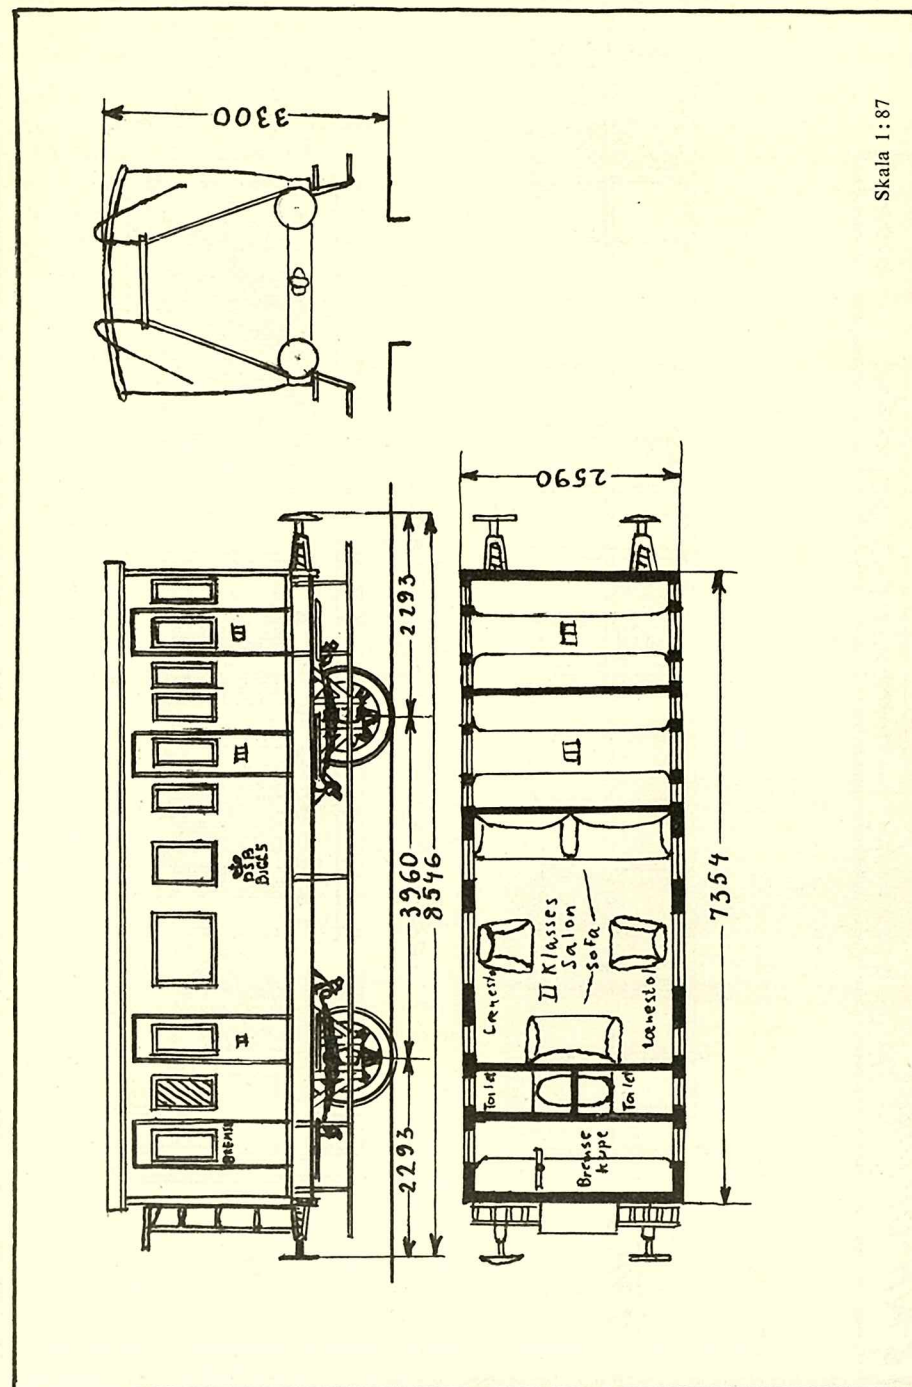 3300
II
III
III
BREMSE
DSB
2293
3960
2293
8546
2590
Toilet
Toilet
Bremse
kupe
Lænestol
II Klasses
Salon
sofa
Lænestol
III
III
7354
Skala 1:87